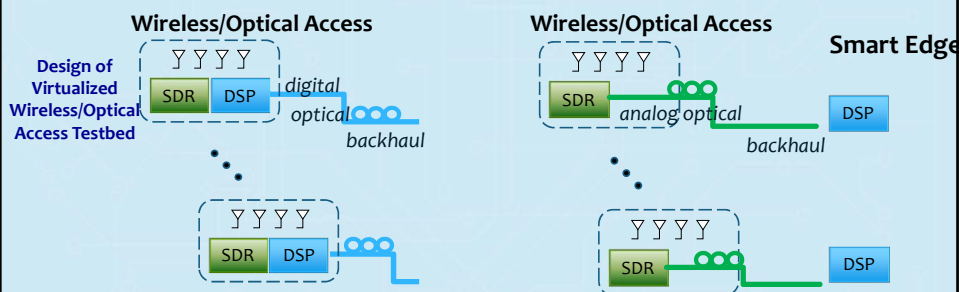 Wireless/Optical Access
Design of
Virtualized
Wireless/Optical
Access Testbed
SDR
DSP
digital
optical
backhaul
SDR
DSP
Wireless/Optical Access
Smart Edge
SDR
analog optical
backhaul
DSP
SDR
DSP